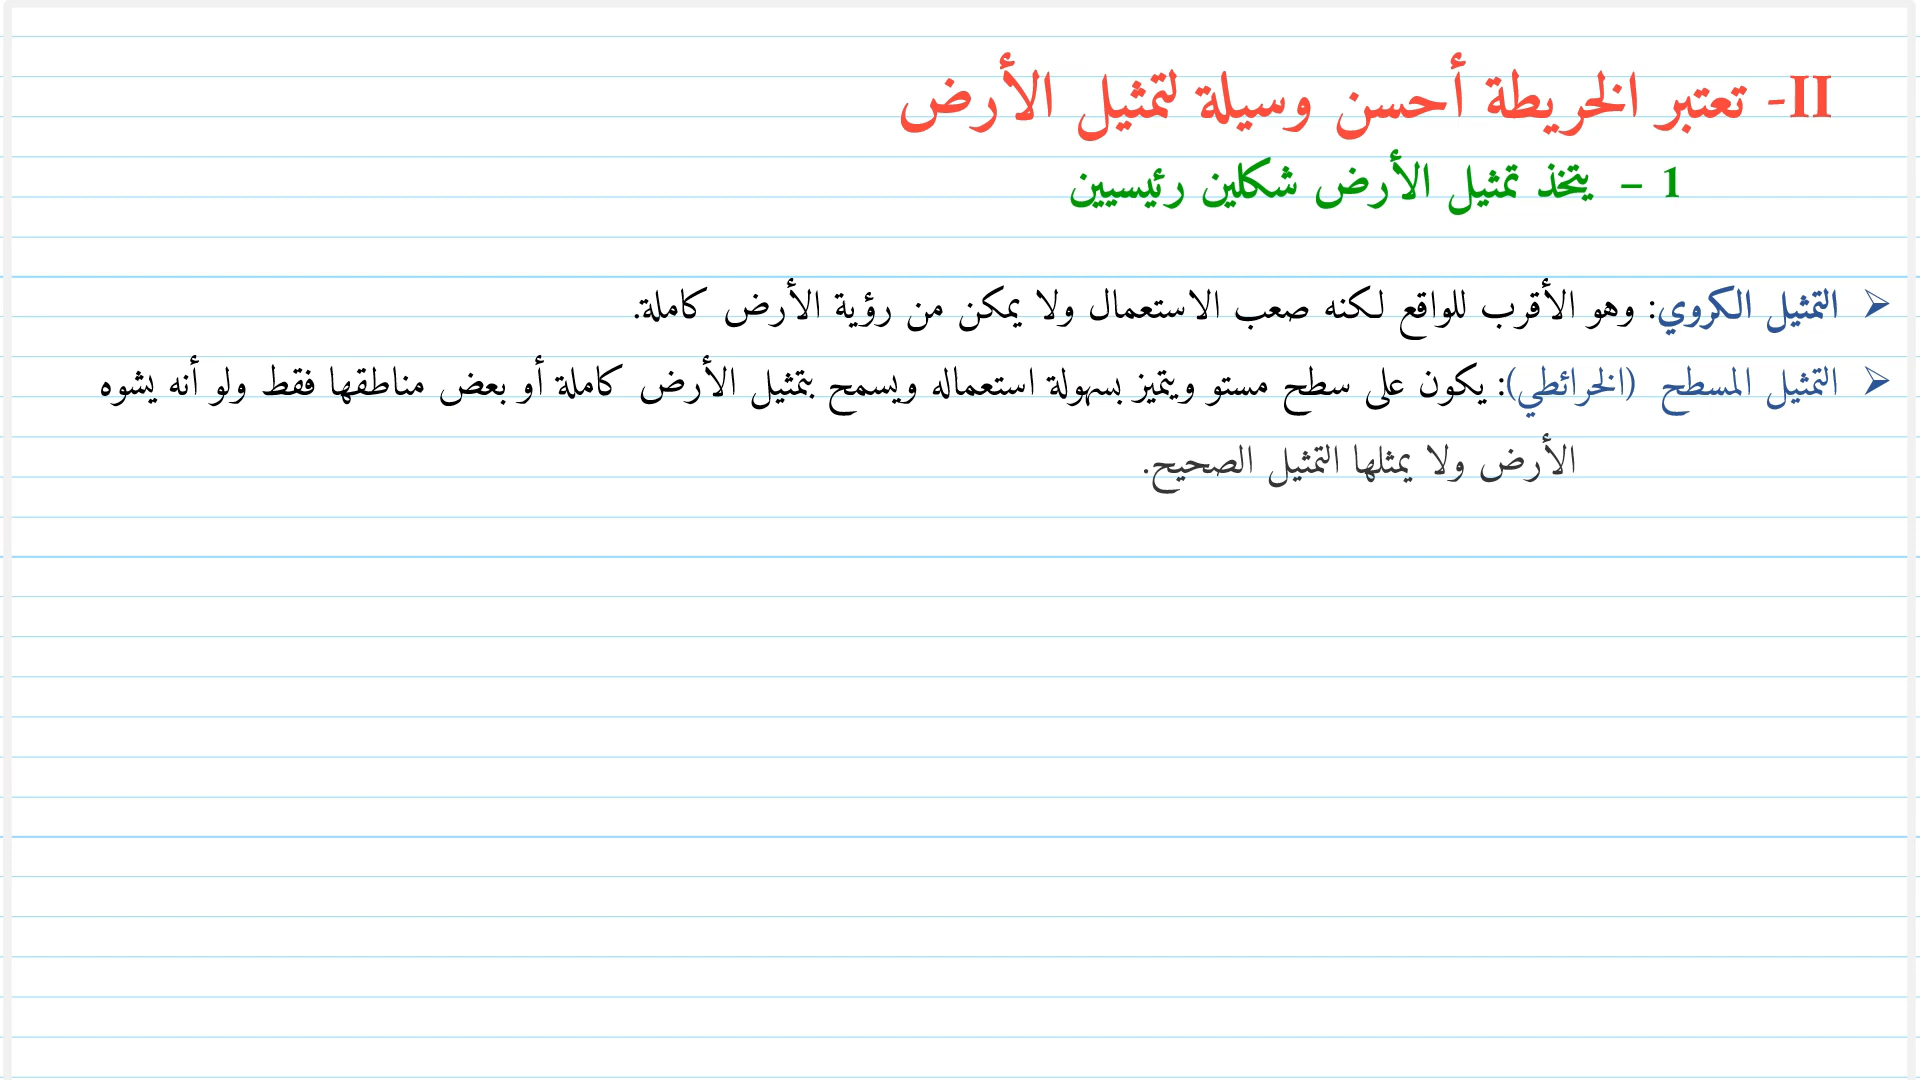 II- تعتبر الخريطة أحسن وسيلة لتمثيل الأرض
1 – يتخذ تمثيل الأرض شكلين رئيسيين
➢ التمثيل الكروي: وهو الأقرب للواقع لكنه صعب الاستعمال ولا يمكن من رؤية الأرض كاملة.
➢ التمثيل المسطح (الخرائطي): يكون على سطح مستو ويتميز بسهولة استعماله ويسمح بتمثيل الأرض كاملة أو بعض مناطقها فقط ولو أنه يشوه
الأرض ولا يمثلها التمثيل الصحيح.